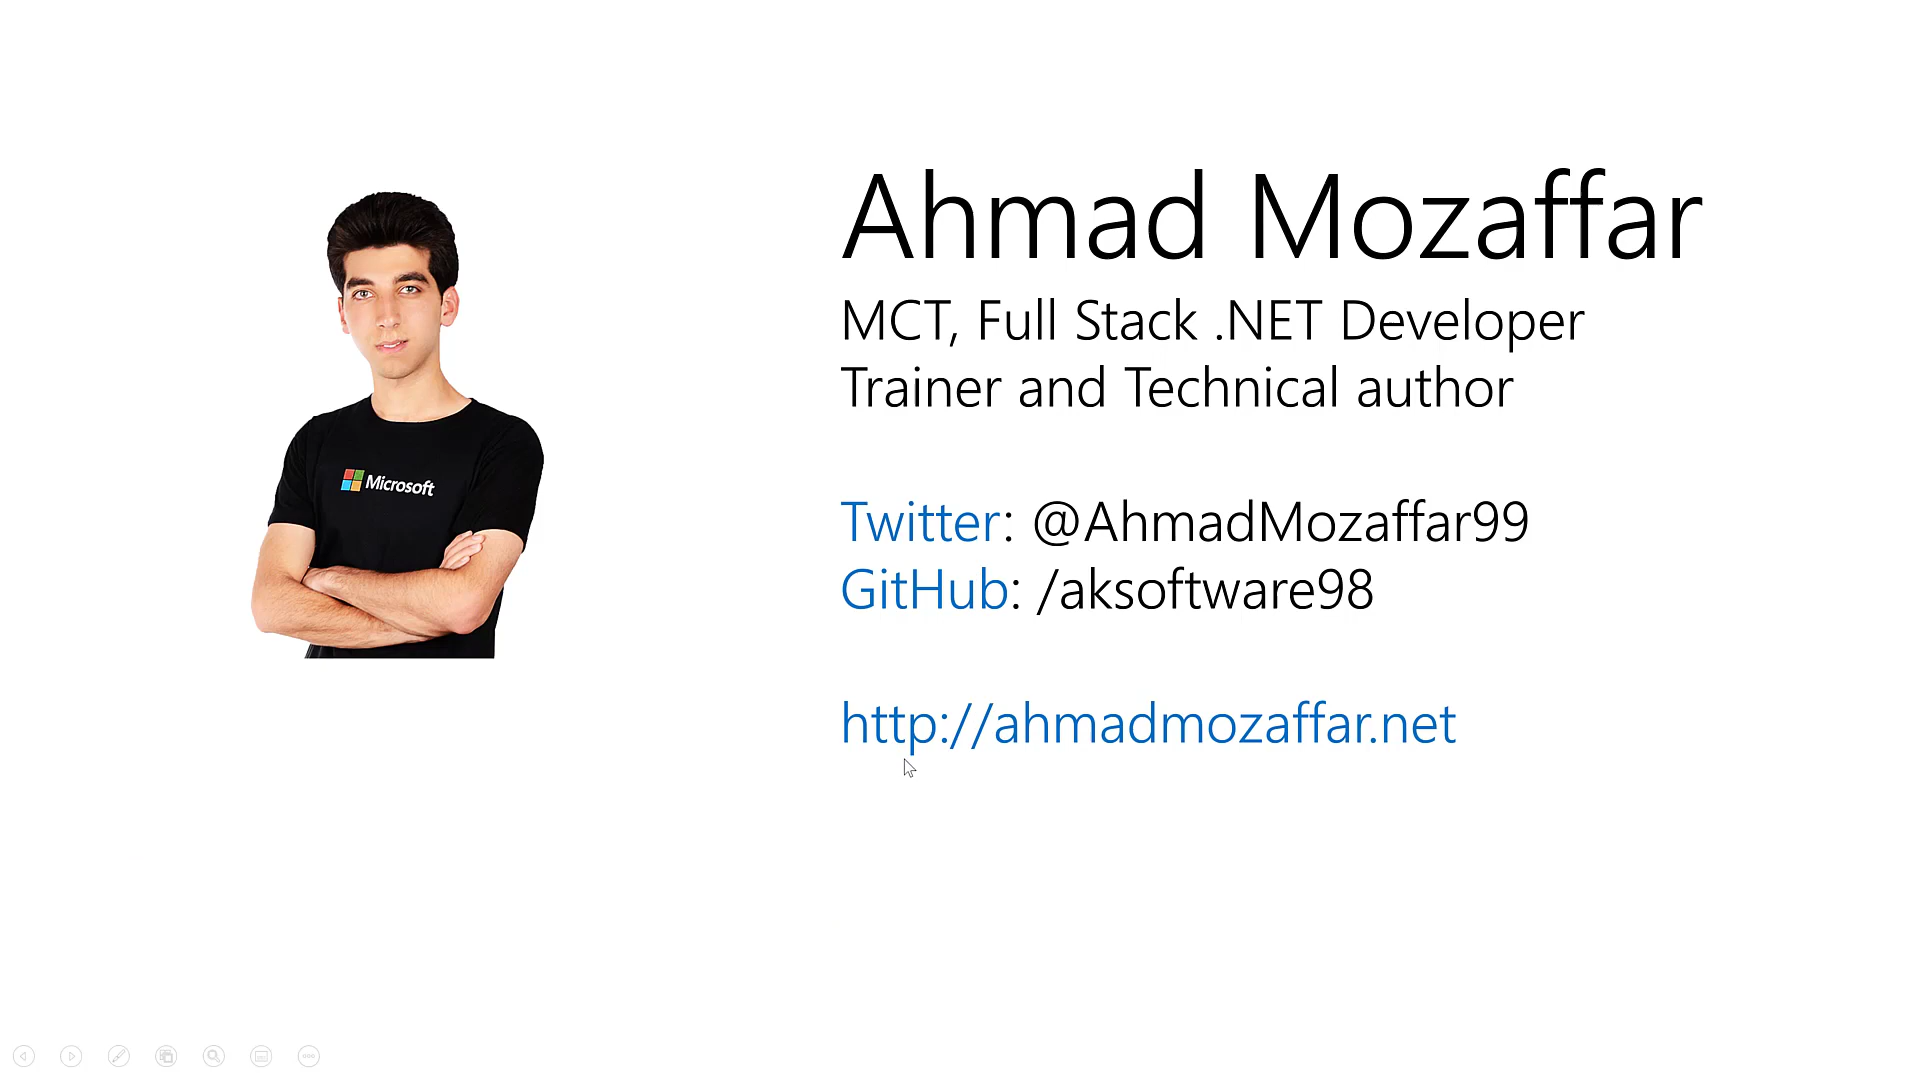 Ahmad Mozaffar
MCT, Full Stack .NET Developer
Trainer and Technical author
Twitter: @AhmadMozaffar99
GitHub: /aksoftware98
http://ahmadmozaffar.net
Microsoft